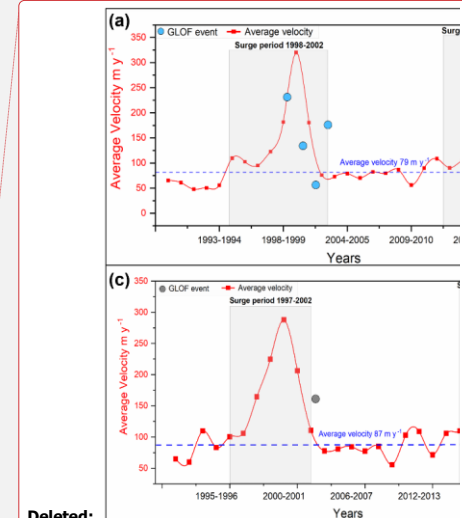 (a)
GLOF event Average velocity
Surg
Surge period 1998-2002
350
300
250
200
150
100
50
0
Average Velocity m y⁻¹
Average velocity 79 m y⁻¹
1993-1994 1998-1999 2004-2005 2009-2010 20
Years
(c)
GLOF event Average velocity
S
Surge period 1997-2002
350
300
250
200
150
100
50
Average Velocity m y⁻¹
Average velocity 87 m y⁻¹
1995-1996 2000-2001 2006-2007 2012-2013
Years
Deleted: